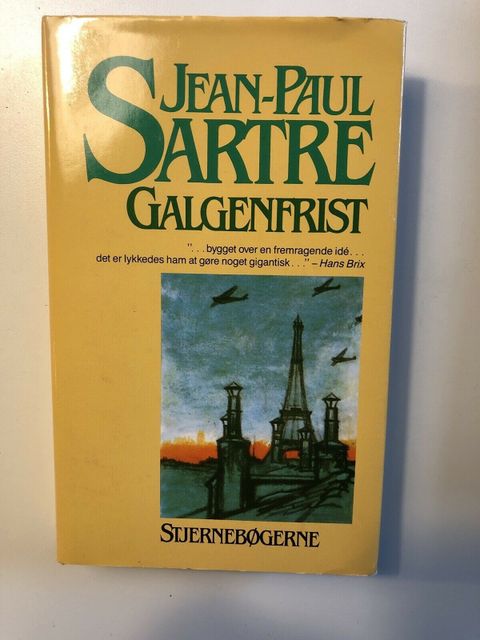 JEAN-PAUL
SARTRE
GALGENFRIST
"...bygget over en fremragende idé...
det er lykkedes ham at gøre noget gigantisk..." – Hans Brix
STJERNEBØGERNE